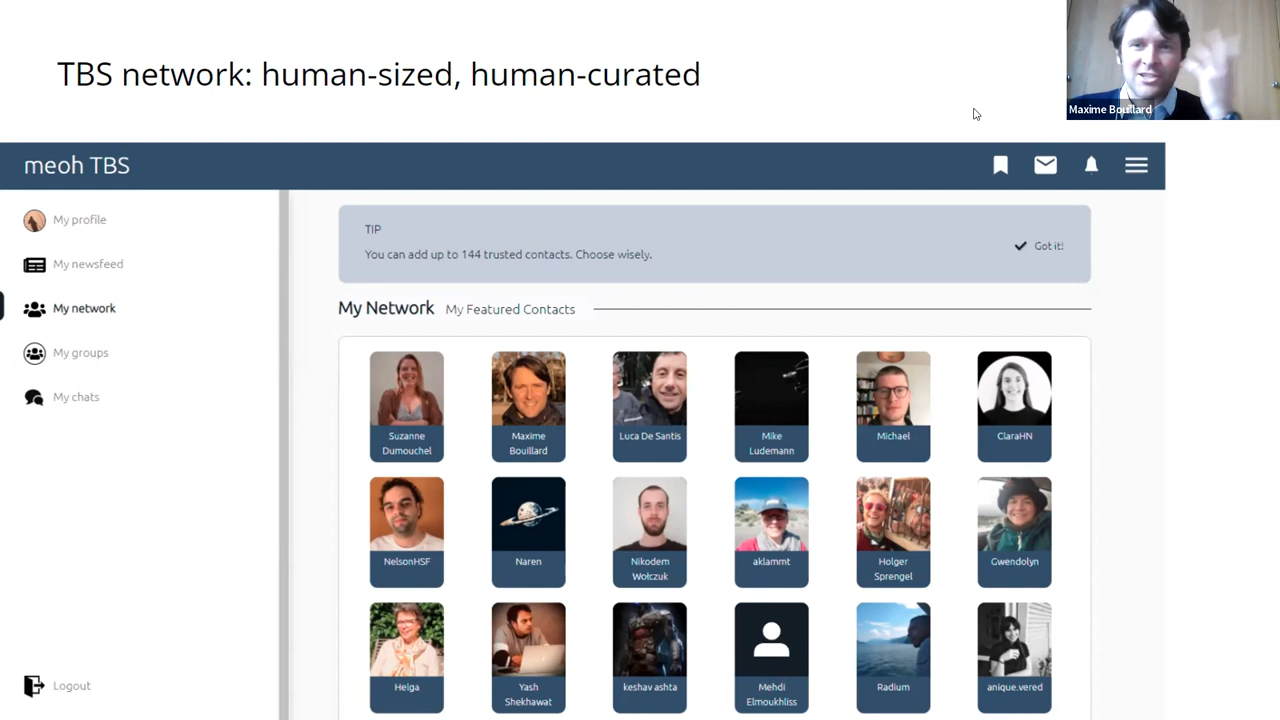 TBS network: human-sized, human-curated
Maxime Bouillard
meoh TBS
My profile
My newsfeed
My network
My groups
My chats
Logout
TIP
You can add up to 144 trusted contacts. Choose wisely.
Got it!
My Network My Featured Contacts
Suzanne
Dumouchel
Maxime
Bouillard
Luca De Santis
Mike
Ludemann
Michael
ClaraHN
NelsonHSF
Naren
Nikodem
Wołczuk
aklammt
Holger
Sprengel
Gwendolyn
Helga
Yash
Shekhawat
keshav ashta
Mehdi
Elmoukhliss
Radium
anique.vered